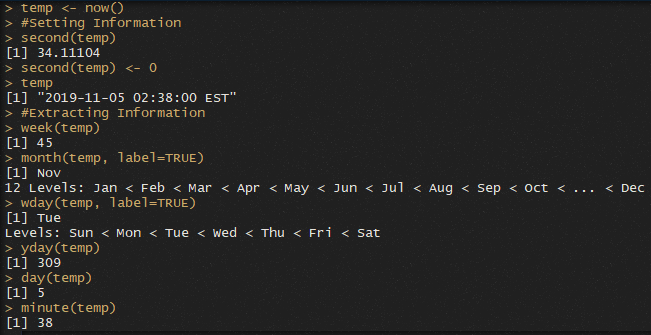 > temp <- now()
> #Setting Information
> second(temp)
[1] 34.11104
> second(temp) <- 0
> temp
[1] "2019-11-05 02:38:00 EST"
> #Extracting Information
> week(temp)
[1] 45
> month(temp, label=TRUE)
[1] Nov
12 Levels: Jan < Feb < Mar < Apr < May < Jun < Jul < Aug < Sep < Oct < ... < Dec
> wday(temp, label=TRUE)
[1] Tue
Levels: Sun < Mon < Tue < Wed < Thu < Fri < Sat
> yday(temp)
[1] 309
> day(temp)
[1] 5
> minute(temp)
[1] 38